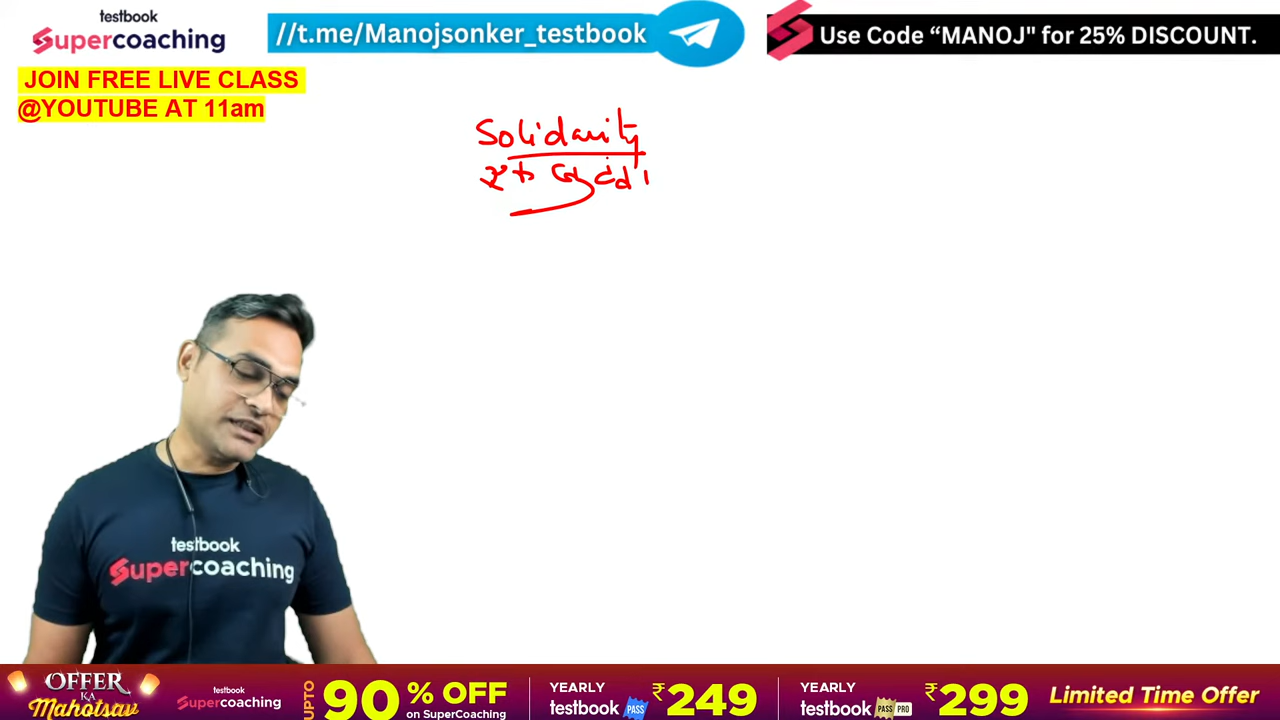 testbook
Supercoaching
//t.me/Manojsonker_testbook
Use Code “MANOJ" for 25% DISCOUNT.
JOIN FREE LIVE CLASS
@YOUTUBE AT 11am
Solidarity
testbook
Supercoaching
OFFER
KA
Mahotsav
testbook
Supercoaching
UPTO
90% OFF
on SuperCoaching
YEARLY
testbook PASS
₹249
YEARLY
testbook PASS PRO
₹299
Limited Time Offer